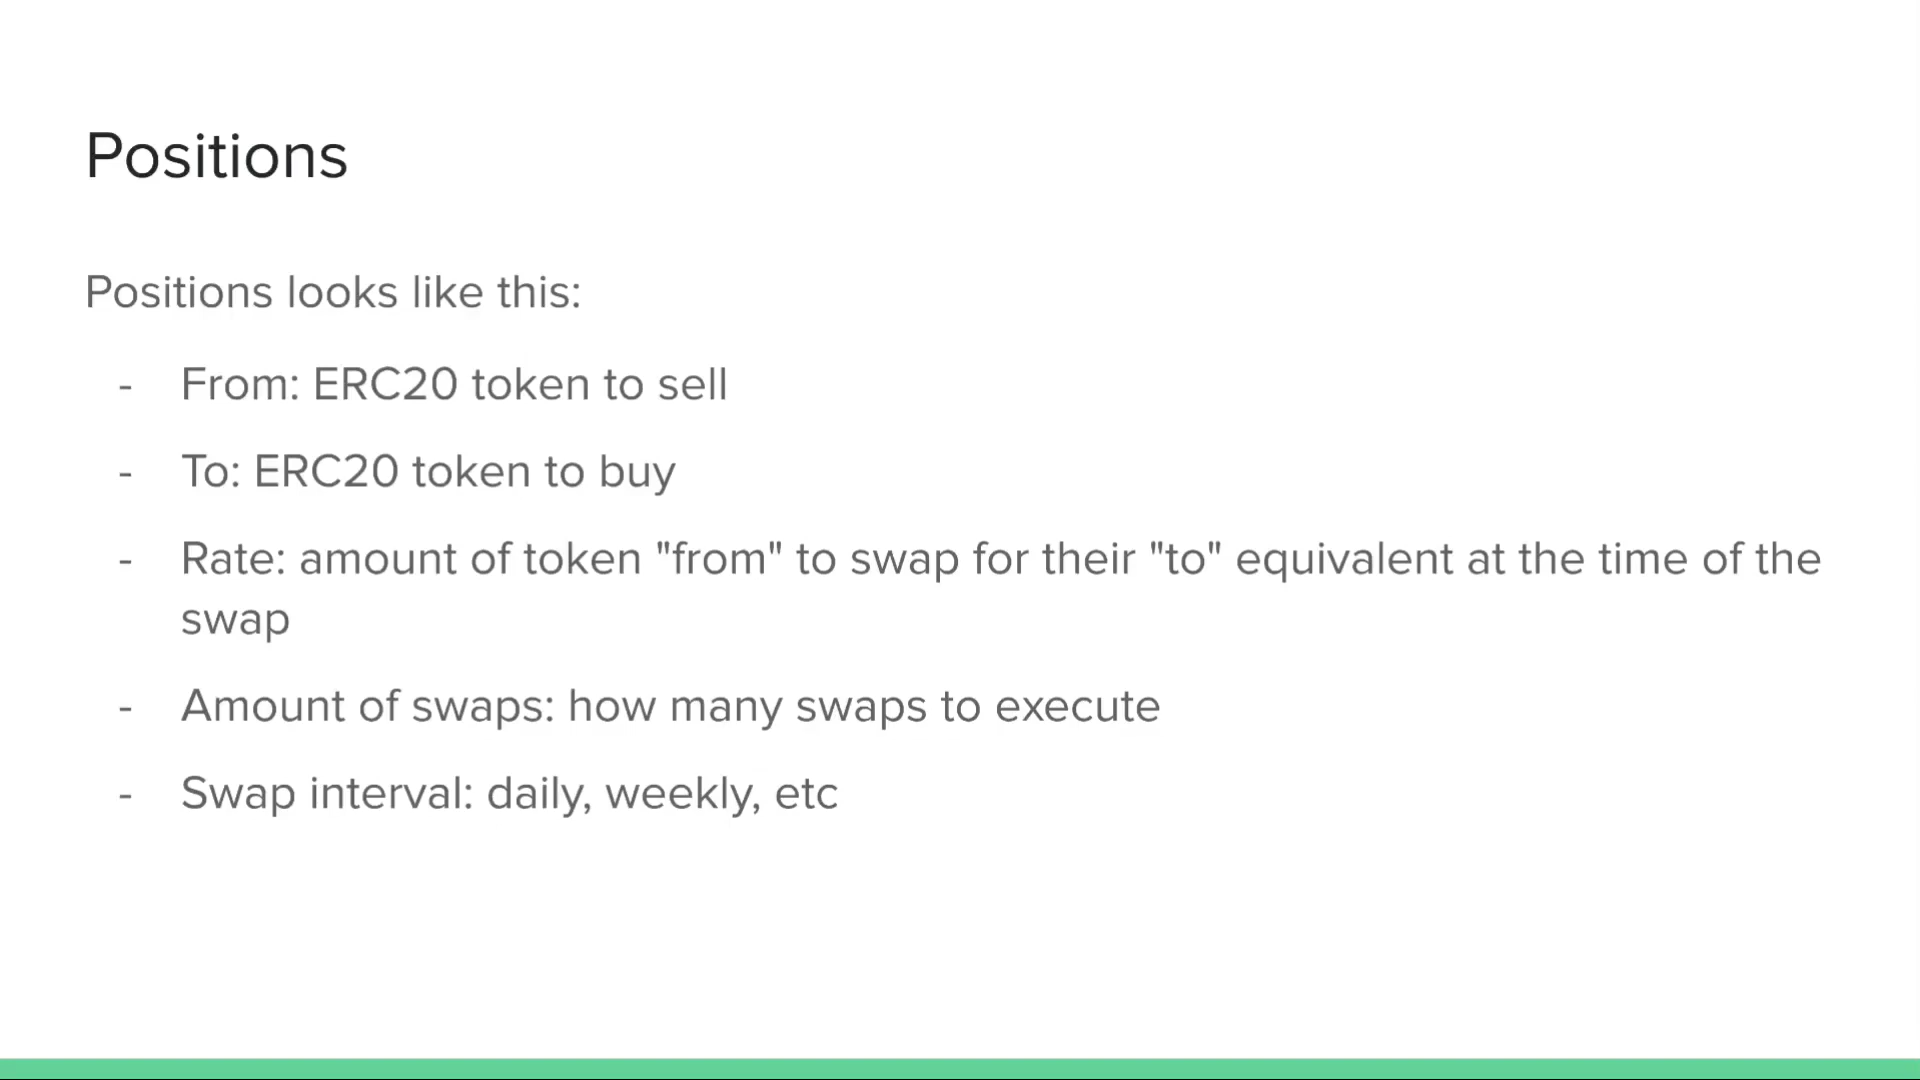 Positions
Positions looks like this:
- From: ERC20 token to sell
- To: ERC20 token to buy
- Rate: amount of token "from" to swap for their "to" equivalent at the time of the
swap
- Amount of swaps: how many swaps to execute
- Swap interval: daily, weekly, etc